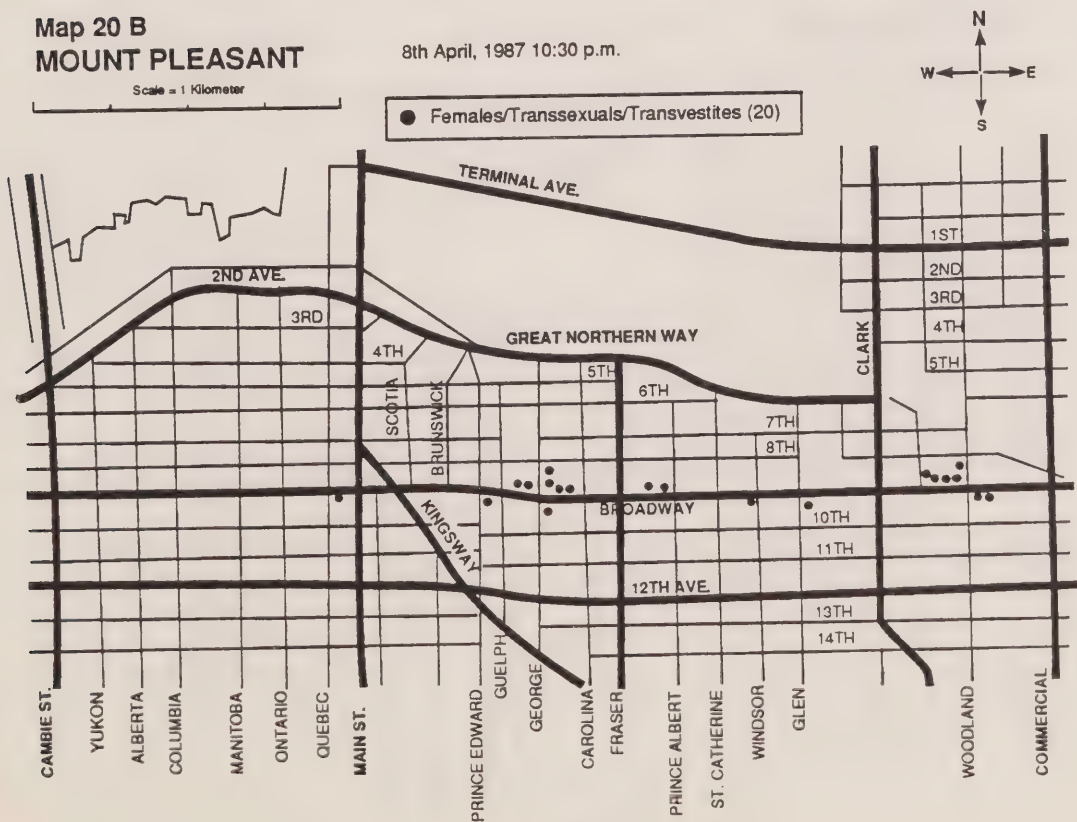 Map 20 B
MOUNT PLEASANT
8th April, 1987 10:30 p.m.
Scale = 1 Kilometer
N
W E
S
Females/Transsexuals/Transvestites (20)
TERMINAL AVE.
1ST
2ND AVE.
2ND
3RD
3RD
GREAT NORTHERN WAY
4TH
4TH
CLARK
5TH
5TH
SCOTIA
BRUNSWICK
6TH
7TH
8TH
BROADWAY
KINGSWAY
10TH
11TH
12TH AVE.
13TH
14TH
CAMBIE ST.
YUKON
ALBERTA
COLUMBIA
MANITOBA
ONTARIO
QUEBEC
MAIN ST.
PRINCE EDWARD
GUELPH
GEORGE
CAROLINA
FRASER
PRINCE ALBERT
ST. CATHERINE
WINDSOR
GLEN
WOODLAND
COMMERCIAL